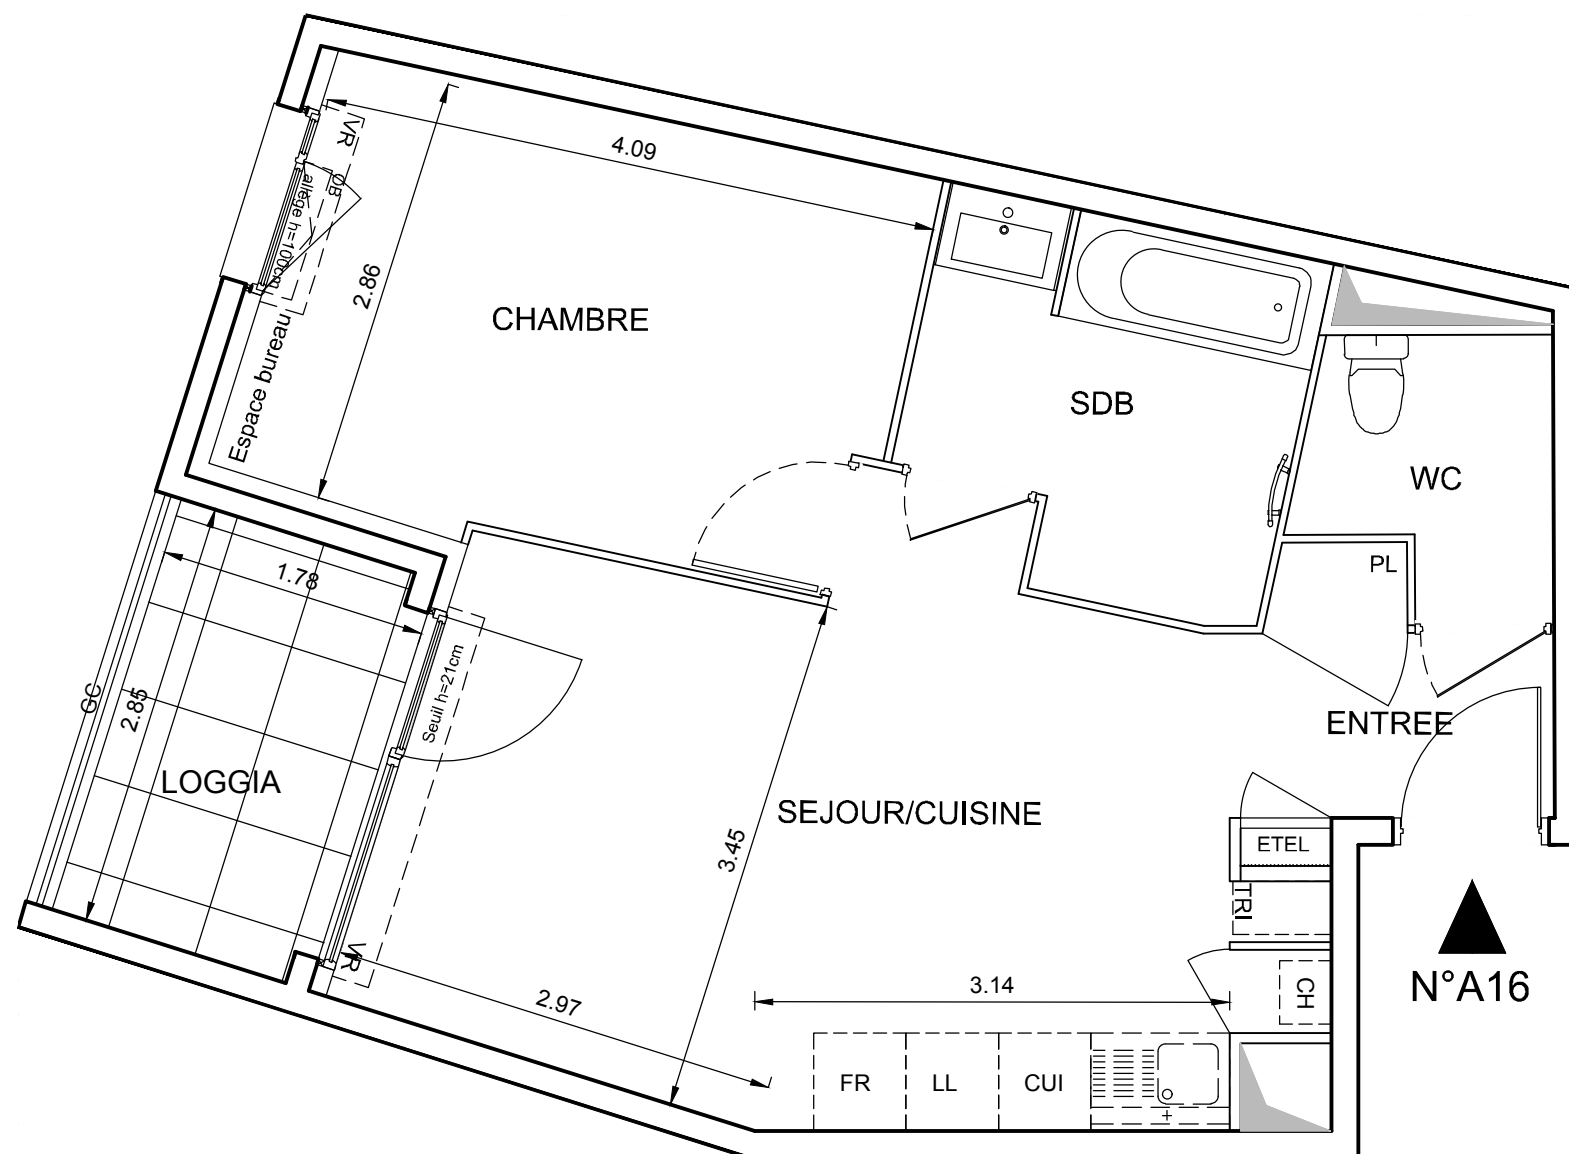 VR
OB
allège h=100cm
4.09
2.86
CHAMBRE
Espace bureau
SDB
WC
PL
1.78
2.85
GC
LOGGIA
Seuil h=21cm
VR
ENTREE
SEJOUR/CUISINE
3.45
2.97
3.14
ETEL
TRI
CH
FR
LL
CUI
N°A16